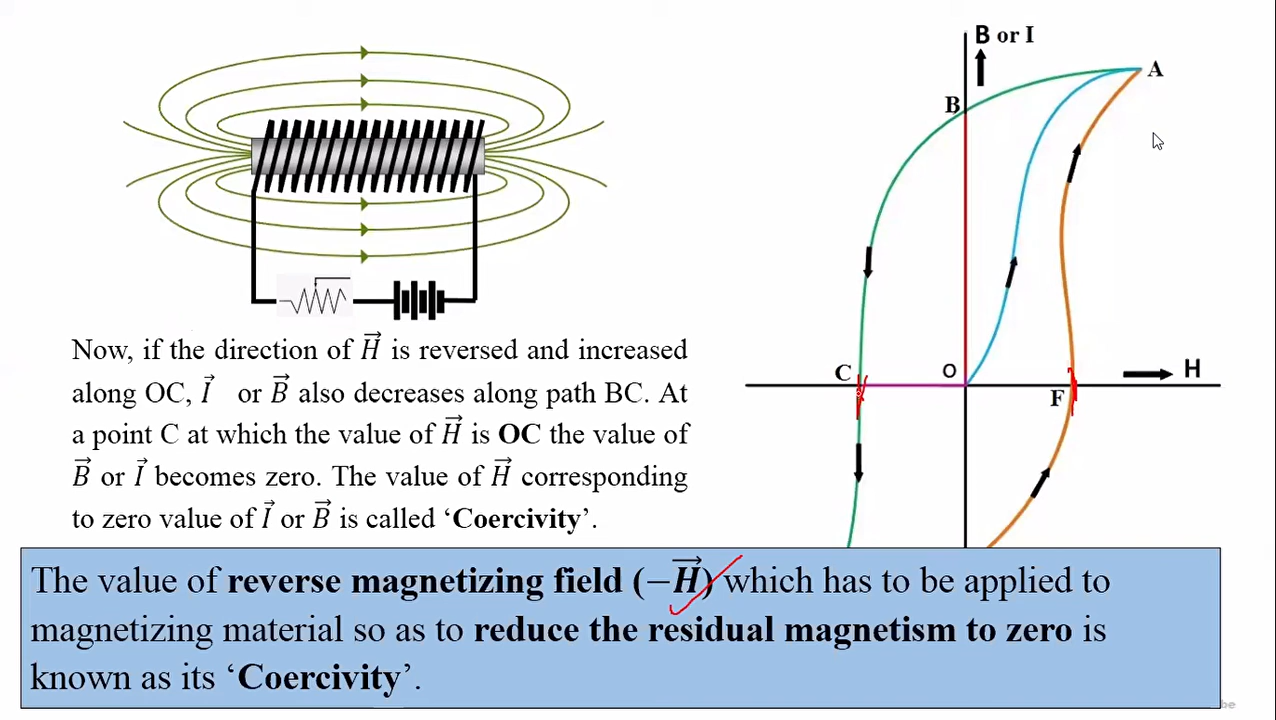 B or I
A
B
C
O
H
F
Now, if the direction of H⃗ is reversed and increased
along OC, I⃗ or B⃗ also decreases along path BC. At
a point C at which the value of H⃗ is OC the value of
B⃗ or I⃗ becomes zero. The value of H⃗ corresponding
to zero value of I⃗ or B⃗ is called ‘Coercivity’.
The value of reverse magnetizing field (−H⃗) which has to be applied to
magnetizing material so as to reduce the residual magnetism to zero is
known as its ‘Coercivity’.
be